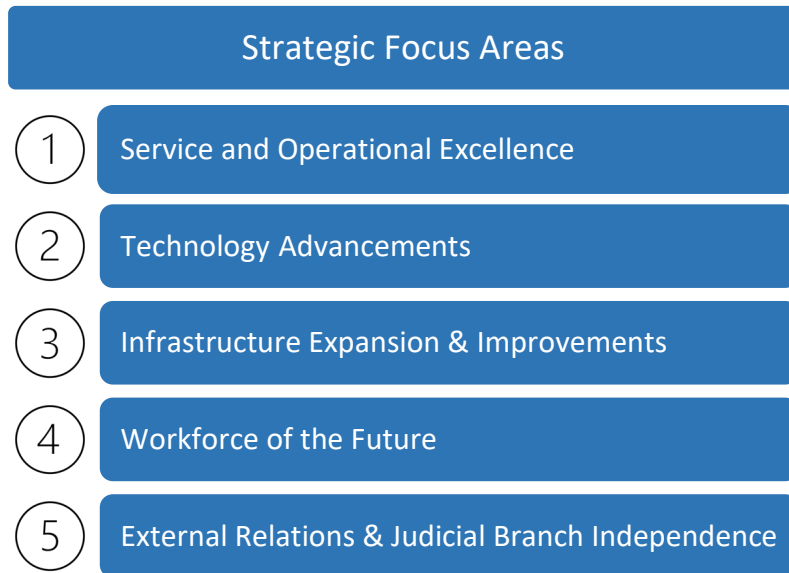 Strategic Focus Areas
1 Service and Operational Excellence
2 Technology Advancements
3 Infrastructure Expansion & Improvements
4 Workforce of the Future
5 External Relations & Judicial Branch Independence